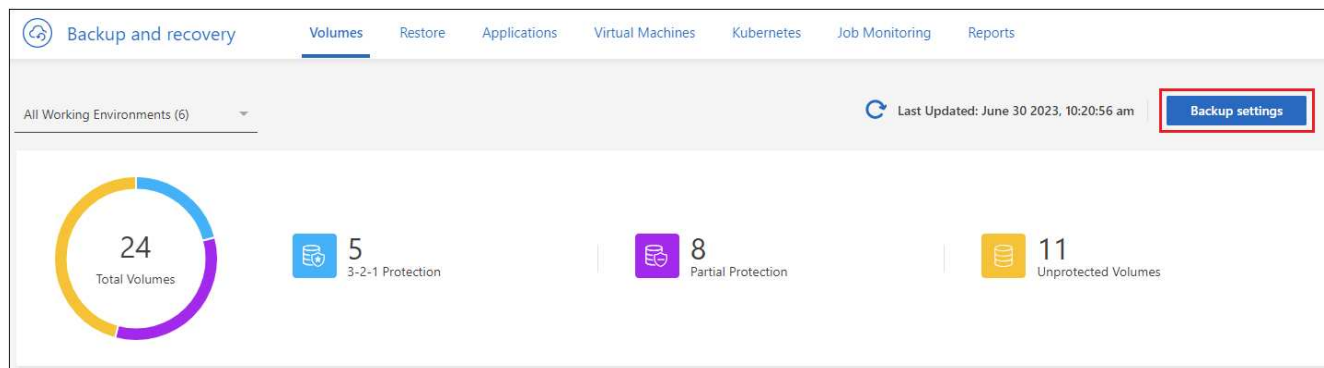 Backup and recovery
Volumes
Restore
Applications
Virtual Machines
Kubernetes
Job Monitoring
Reports
All Working Environments (6)
Last Updated: June 30 2023, 10:20:56 am
Backup settings
24
Total Volumes
5
3-2-1 Protection
8
Partial Protection
11
Unprotected Volumes